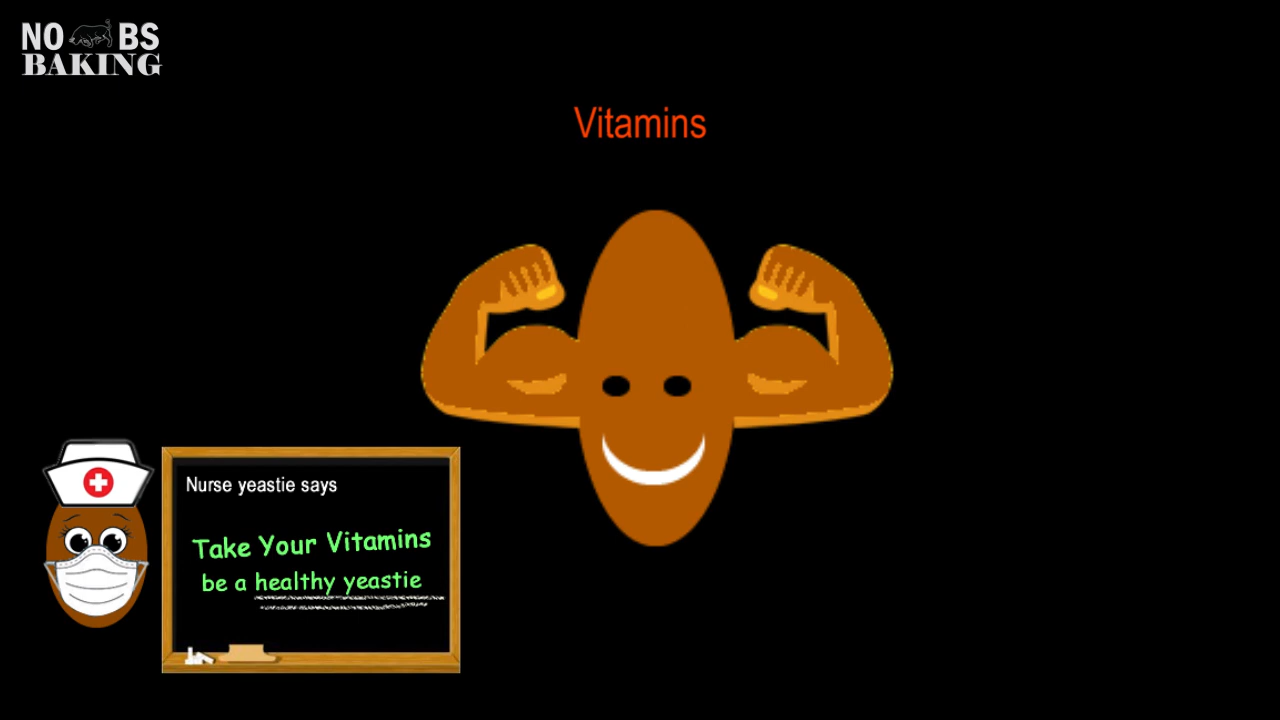 NO BS
BAKING
Vitamins
Nurse yeastie says
Take Your Vitamins
be a healthy yeastie